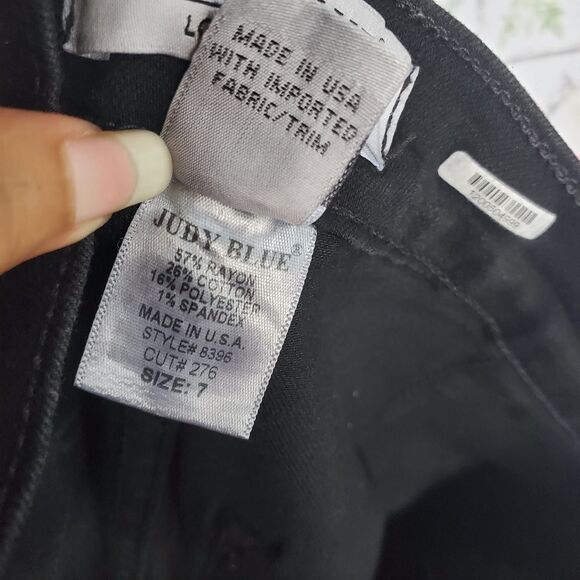 MADE IN USA
WITH IMPORTED
FABRIC/TRIM
JUDY BLUE®
57% RAYON
26% COTTON
16% POLYESTER
1% SPANDEX
MADE IN U.S.A.
STYLE# 8396
CUT# 276
SIZE: 7